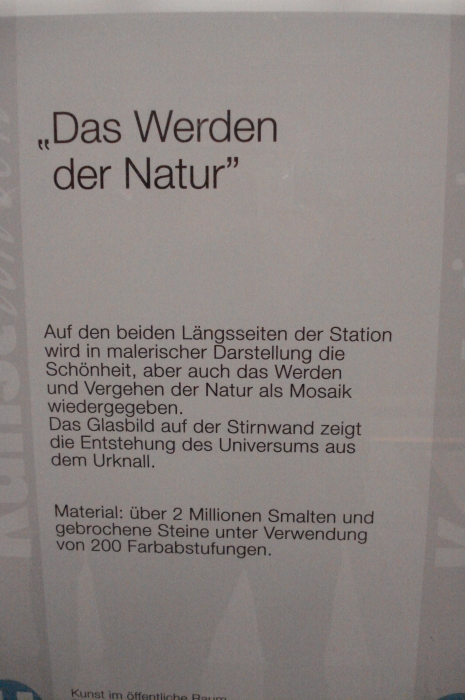 „Das Werden
der Natur”
Auf den beiden Längsseiten der Station
wird in malerischer Darstellung die
Schönheit, aber auch das Werden
und Vergehen der Natur als Mosaik
wiedergegeben.
Das Glasbild auf der Stirnwand zeigt
die Entstehung des Universums aus
dem Urknall.
Material: über 2 Millionen Smalten und
gebrochene Steine unter Verwendung
von 200 Farbabstufungen.
Kunst im öffentliche Raum